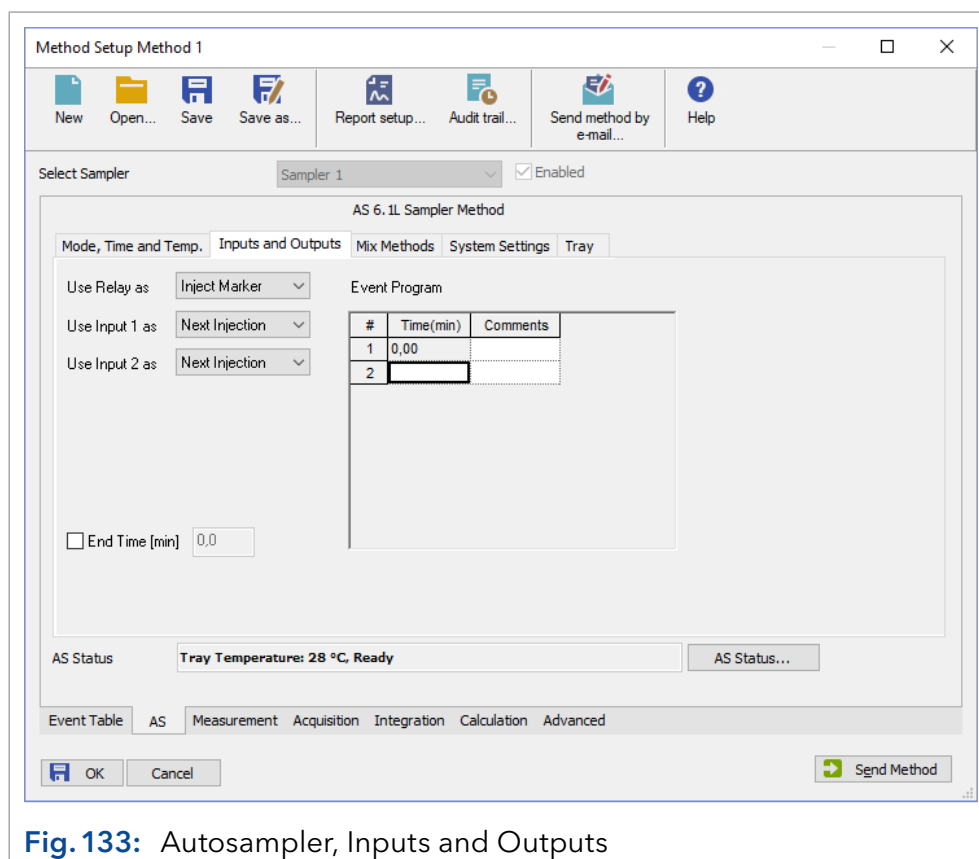 Method Setup Method 1
New Open... Save Save as... Report setup... Audit trail... Send method by e-mail... Help
Select Sampler Sampler 1 Enabled
AS 6.1L Sampler Method
Mode, Time and Temp. Inputs and Outputs Mix Methods System Settings Tray
Use Relay as Inject Marker Event Program
Use Input 1 as Next Injection # Time(min) Comments
1 0,00
Use Input 2 as Next Injection
2
End Time [min] 0,0
AS Status Tray Temperature: 28 °C, Ready AS Status...
Event Table AS Measurement Acquisition Integration Calculation Advanced
OK Cancel Send Method
Fig. 133: Autosampler, Inputs and Outputs